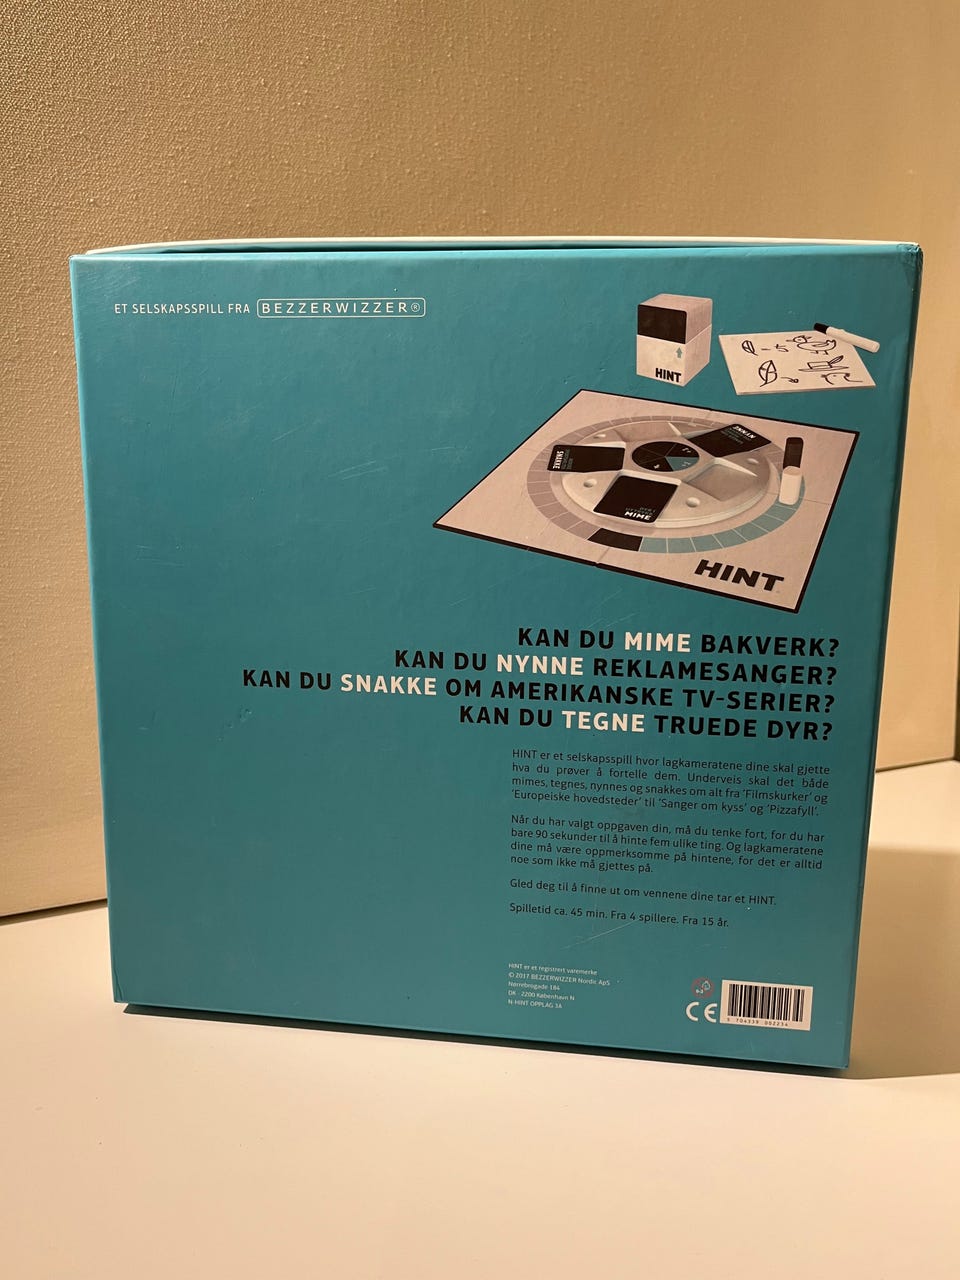 ET SELSKAPSSPILL FRA BEZZERWIZZER®
HINT
NYNNE
SNAKKE
MIME
HINT
KAN DU MIME BAKVERK?
KAN DU NYNNE REKLAMESANGER?
KAN DU SNAKKE OM AMERIKANSKE TV-SERIER?
KAN DU TEGNE TRUEDE DYR?
HINT er et selskapsspill hvor lagkameratene dine skal gjette
hva du prøver å fortelle dem. Underveis skal det både
mimes, tegnes, nynnes og snakkes om alt fra 'Filmskurker' og
'Europeiske hovedsteder' til 'Sanger om kyss' og 'Pizzafyll'.
Når du har valgt oppgaven din, må du tenke fort, for du har
bare 90 sekunder til å hinte fem ulike ting. Og lagkameratene
dine må være oppmerksomme på hintene, for det er alltid
noe som ikke må gjettes på.
Gled deg til å finne ut om vennene dine tar et HINT.
Spilletid ca. 45 min. Fra 4 spillere. Fra 15 år.
HINT er et registrert varemerke
© 2017 BEZZERWIZZER Nordic ApS
Nørrebrogade 184
DK - 2200 København N
N-HINT OPPLAG 3A
0-3
CE
5 704339 002234